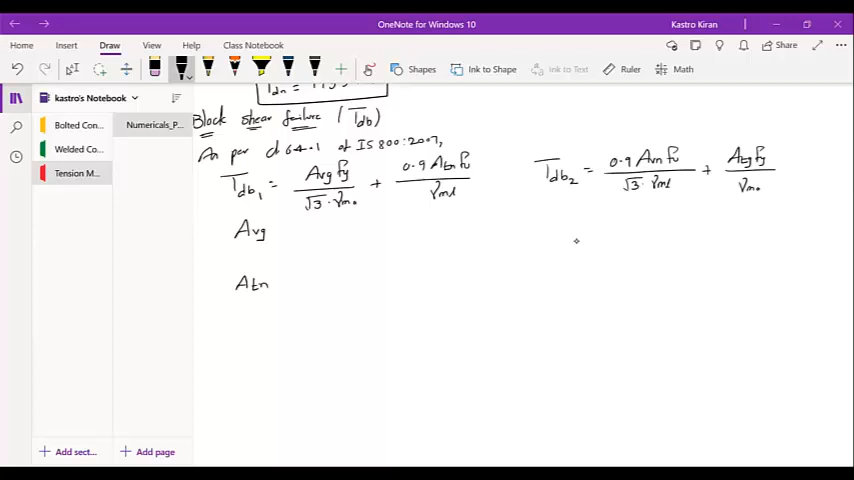 OneNote for Windows 10
Kastro Kiran
Home Insert Draw View Help Class Notebook
Share
Ink to Shape Shapes Ink to Text Ruler Math
kastro's Notebook
Bolted Con...
Numericals_P...
Welded Co...
Tension M...
Block shear failure (Tdb)
As per cl 6.4.1 of IS 800:2007,
Tdb1 = Avg fy / √3·γm0 + 0.9 Atn fu / γm1
Tdb2 = 0.9 Avn fu / √3·γm1 + Atg fy / γm0
Avg
Atn
Add sect...
Add page